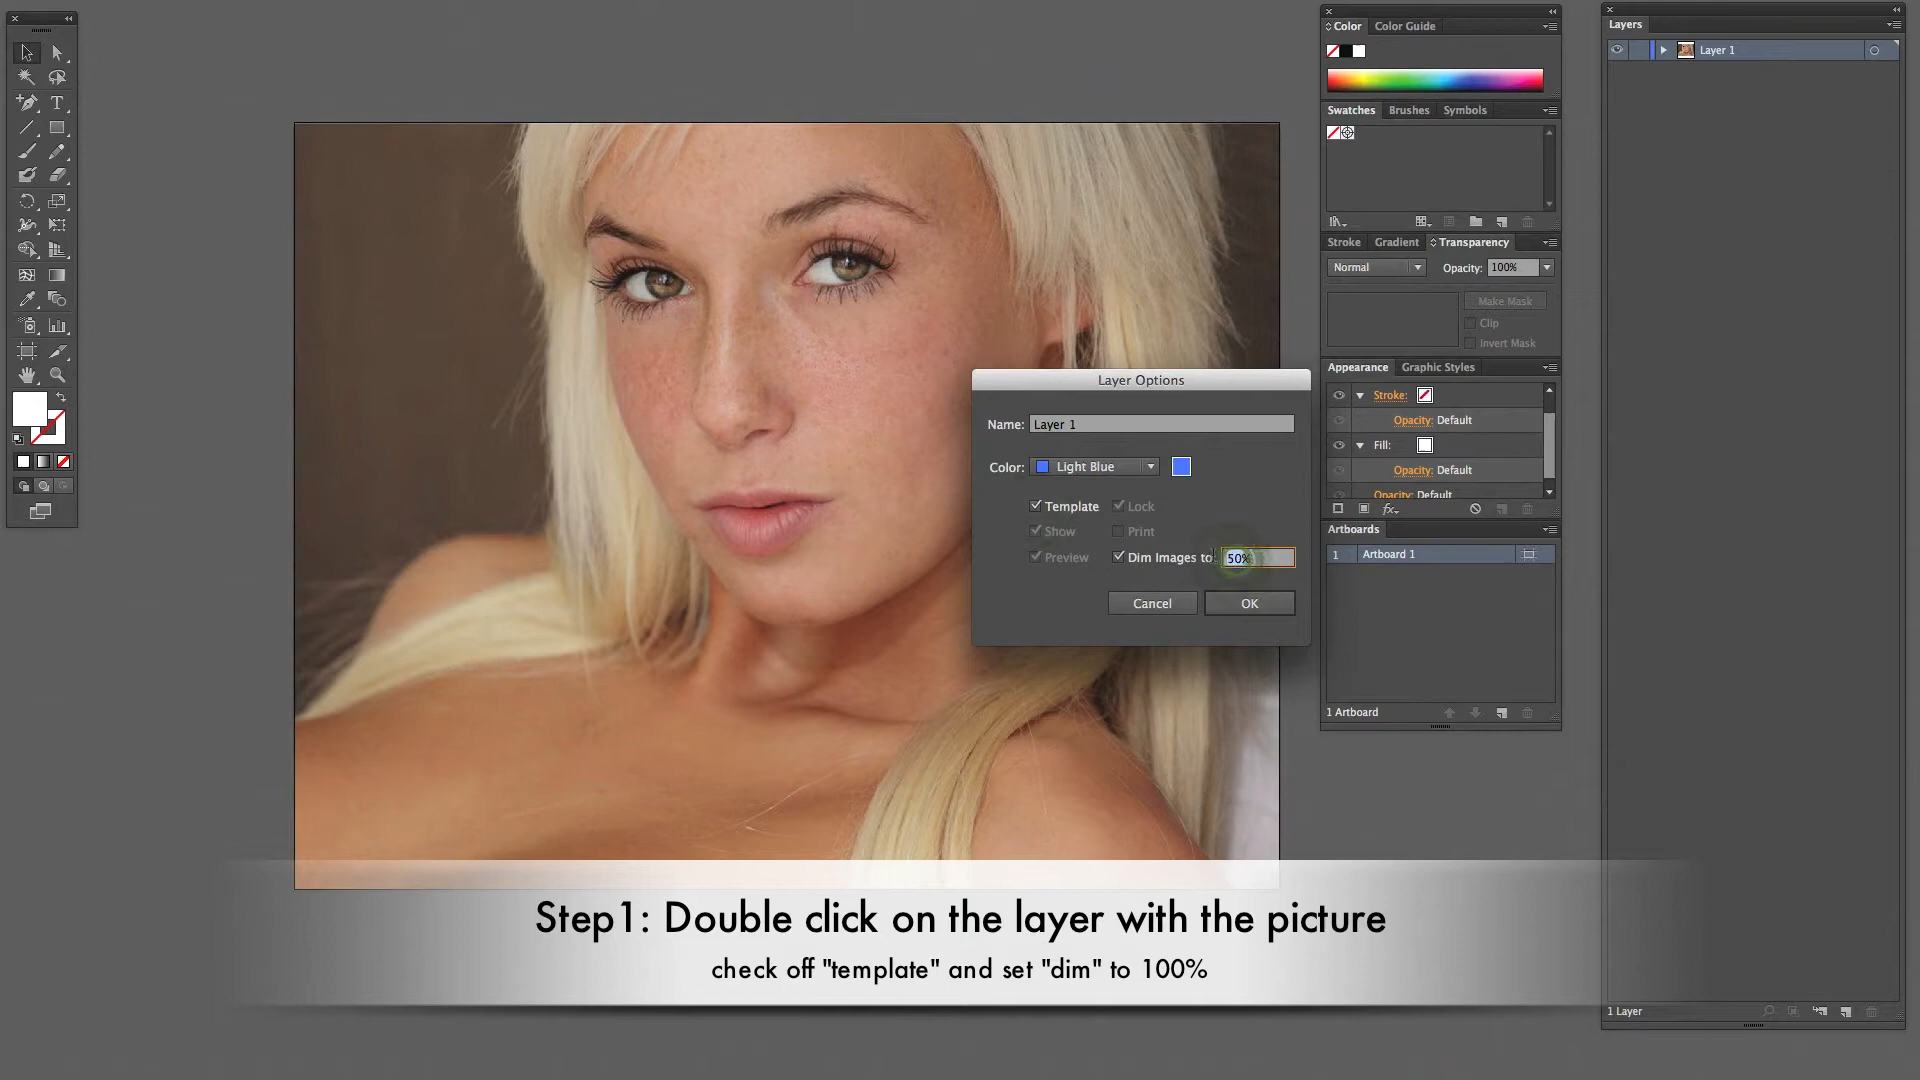 Color Color Guide
Layers
Layer 1
Swatches Brushes Symbols
Stroke Gradient Transparency
Normal Opacity: 100%
Make Mask
Clip
Invert Mask
Appearance Graphic Styles
Stroke:
Opacity: Default
Fill:
Opacity: Default
Opacity: Default
fx
Artboards
1 Artboard 1
1 Artboard
Layer Options
Name: Layer 1
Color: Light Blue
Template Lock
Show Print
Preview Dim Images to: 50%
Cancel OK
Step1: Double click on the layer with the picture
check off "template" and set "dim" to 100%
1 Layer